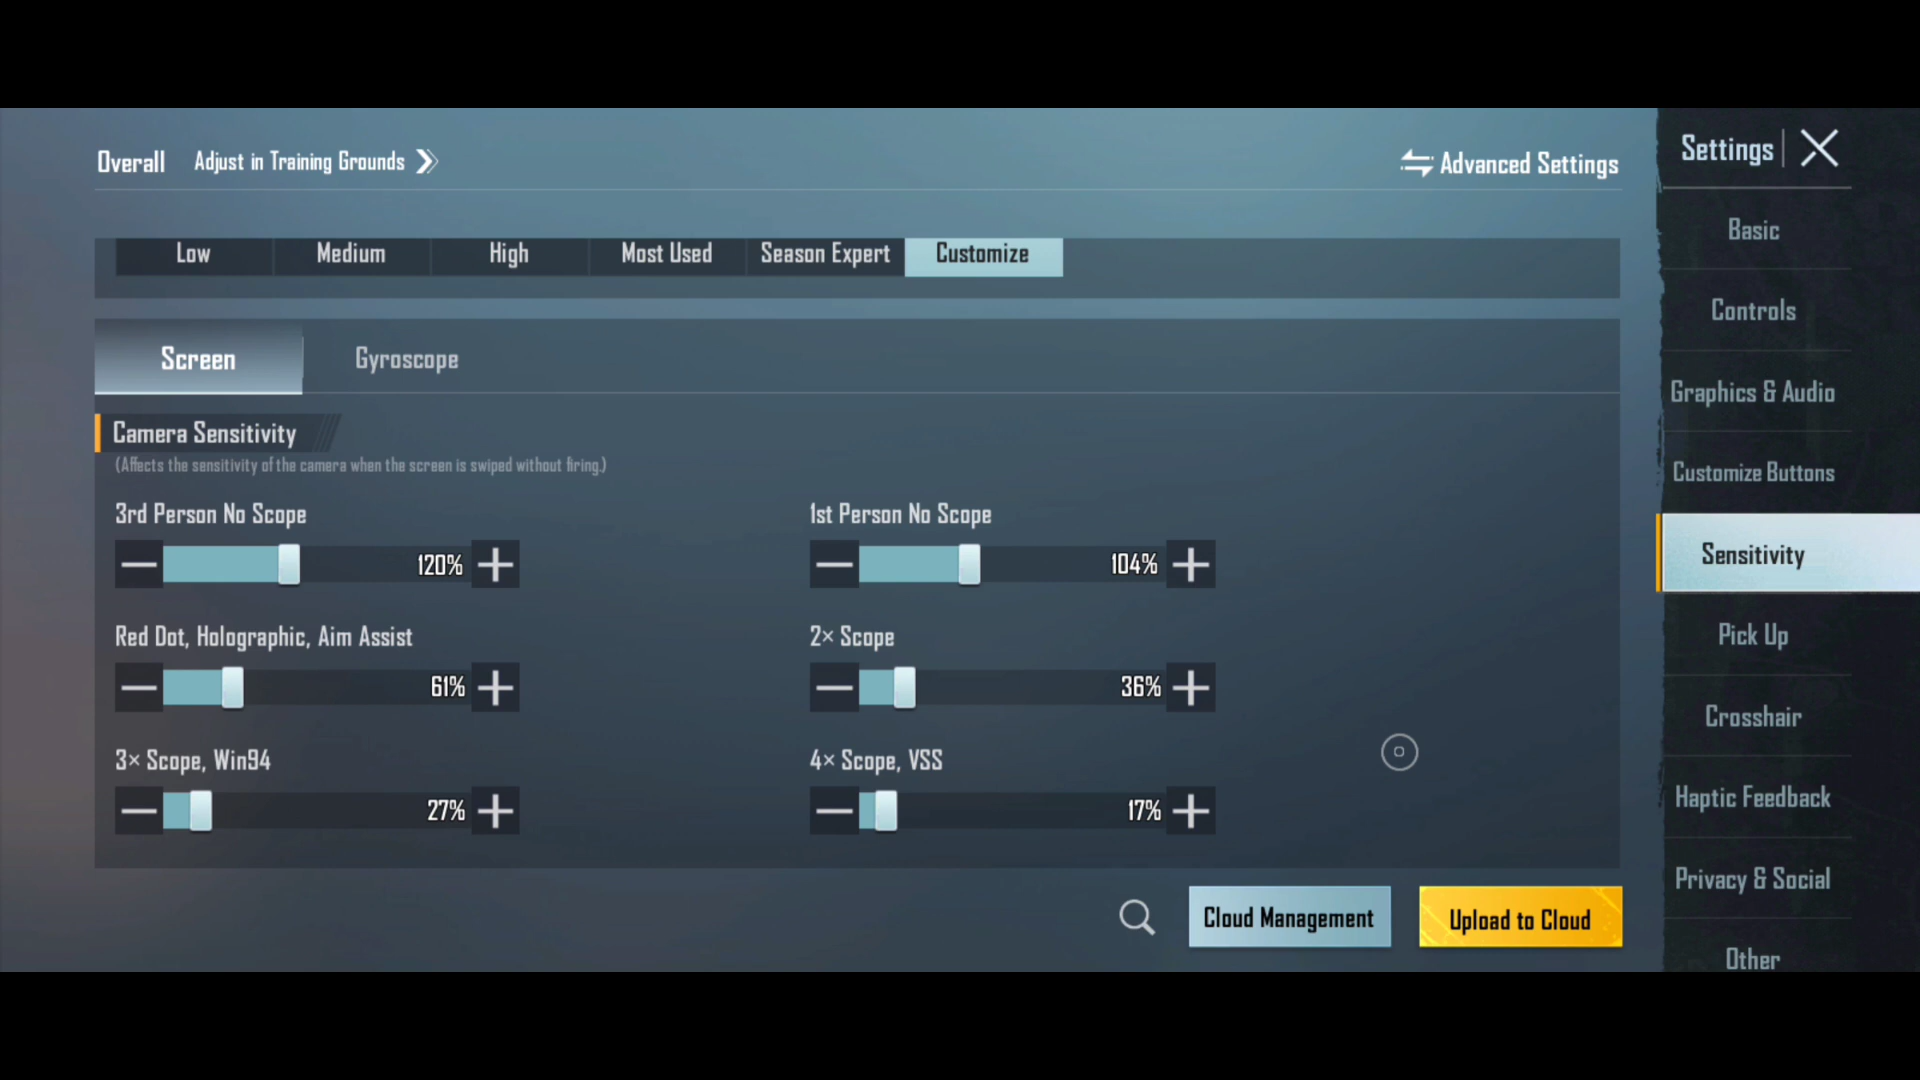 Overall Adjust in Training Grounds
Advanced Settings
Settings
Low Medium High Most Used Season Expert Customize
Screen Gyroscope
Camera Sensitivity
(Affects the sensitivity of the camera when the screen is swiped without firing.)
3rd Person No Scope
120%
1st Person No Scope
104%
Red Dot, Holographic, Aim Assist
61%
2× Scope
36%
3× Scope, Win94
27%
4× Scope, VSS
17%
Cloud Management
Upload to Cloud
Basic
Controls
Graphics & Audio
Customize Buttons
Sensitivity
Pick Up
Crosshair
Haptic Feedback
Privacy & Social
Other